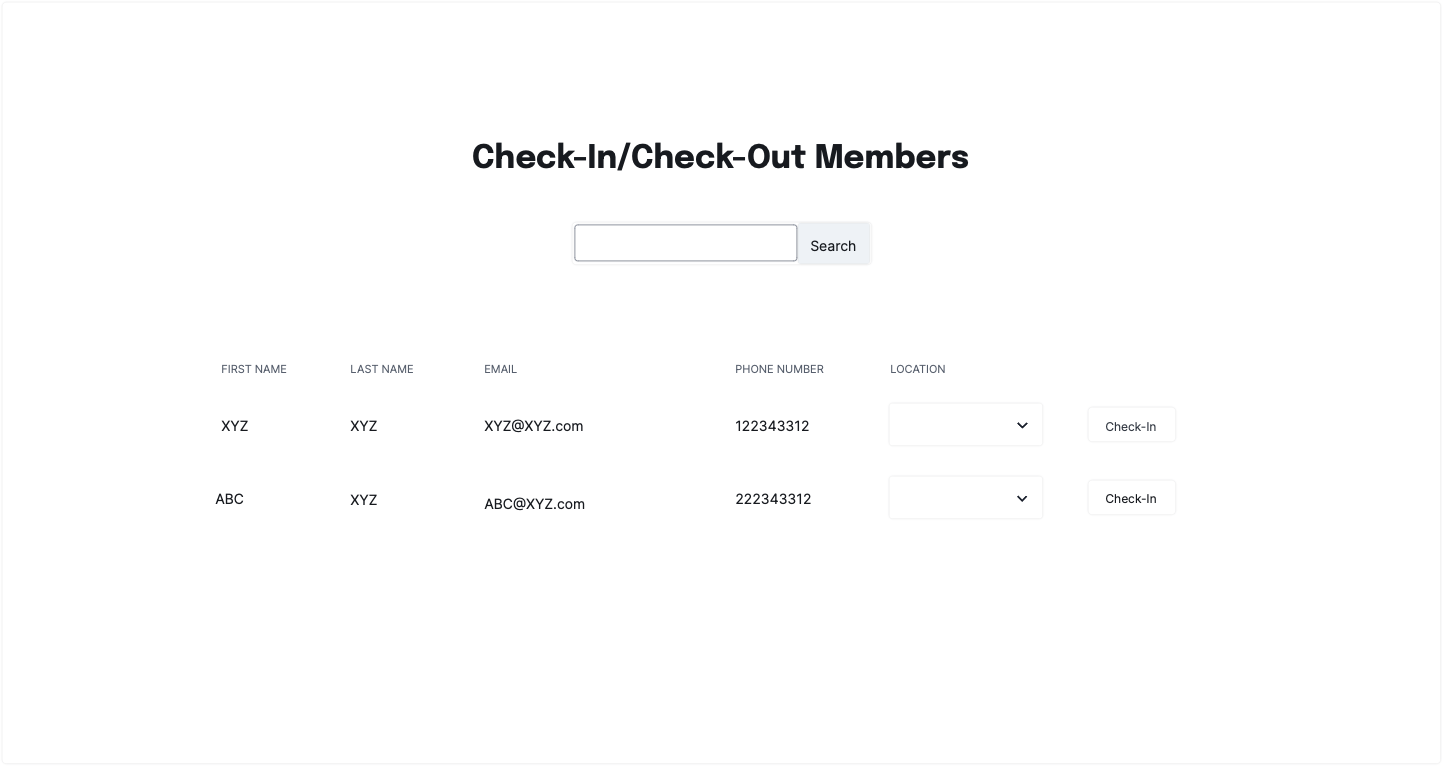 Check-In/Check-Out Members
Search
FIRST NAME LAST NAME EMAIL PHONE NUMBER LOCATION
XYZ XYZ XYZ@XYZ.com 122343312 Check-In
ABC XYZ ABC@XYZ.com 222343312 Check-In